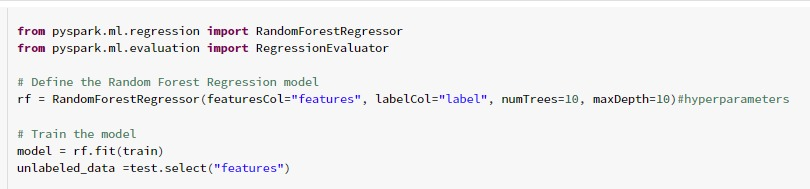 from pyspark.ml.regression import RandomForestRegressor
from pyspark.ml.evaluation import RegressionEvaluator
# Define the Random Forest Regression model
rf = RandomForestRegressor(featuresCol="features", labelCol="label", numTrees=10, maxDepth=10)#hyperparameters
# Train the model
model = rf.fit(train)
unlabeled_data =test.select("features")